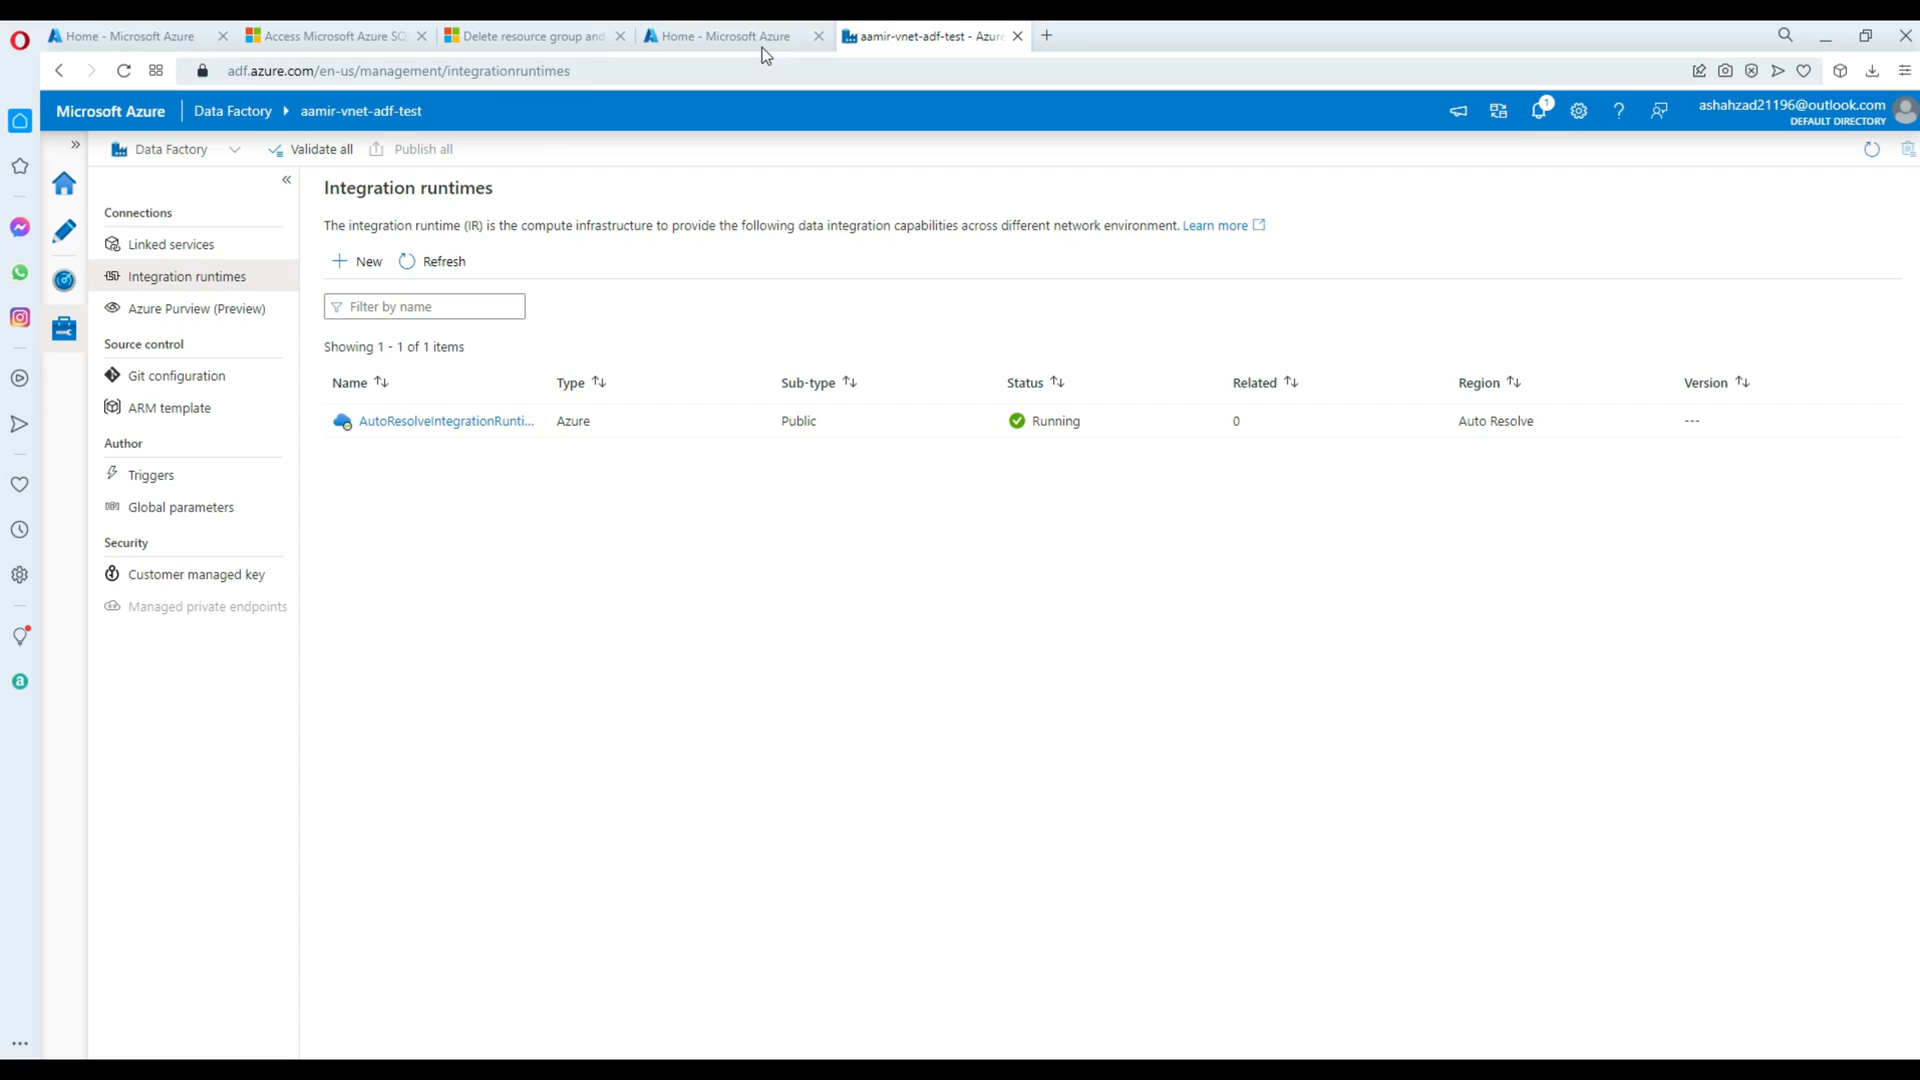 Home - Microsoft Azure
Access Microsoft Azure SQ
Delete resource group and
Home - Microsoft Azure
aamir-vnet-adf-test - Azure
adf.azure.com/en-us/management/integrationruntimes
Microsoft Azure
Data Factory
aamir-vnet-adf-test
1
ashahzad21196@outlook.com
DEFAULT DIRECTORY
Data Factory
Validate all
Publish all
Connections
Linked services
Integration runtimes
Azure Purview (Preview)
Source control
Git configuration
ARM template
Author
Triggers
Global parameters
Security
Customer managed key
Managed private endpoints
Integration runtimes
The integration runtime (IR) is the compute infrastructure to provide the following data integration capabilities across different network environment. Learn more
New Refresh
Filter by name
Showing 1 - 1 of 1 items
Name Type Sub-type Status Related Region Version
AutoResolveIntegrationRunti... Azure Public Running 0 Auto Resolve ---